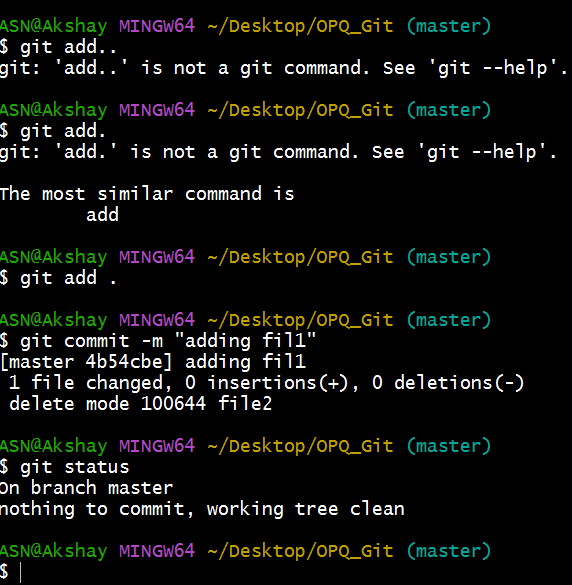 ASN@Akshay MINGW64 ~/Desktop/OPQ_Git (master)
$ git add..
git: 'add..' is not a git command. See 'git --help'.
ASN@Akshay MINGW64 ~/Desktop/OPQ_Git (master)
$ git add.
git: 'add.' is not a git command. See 'git --help'.
The most similar command is
add
ASN@Akshay MINGW64 ~/Desktop/OPQ_Git (master)
$ git add .
ASN@Akshay MINGW64 ~/Desktop/OPQ_Git (master)
$ git commit -m "adding fil1"
[master 4b54cbe] adding fil1
1 file changed, 0 insertions(+), 0 deletions(-)
delete mode 100644 file2
ASN@Akshay MINGW64 ~/Desktop/OPQ_Git (master)
$ git status
On branch master
nothing to commit, working tree clean
ASN@Akshay MINGW64 ~/Desktop/OPQ_Git (master)
$